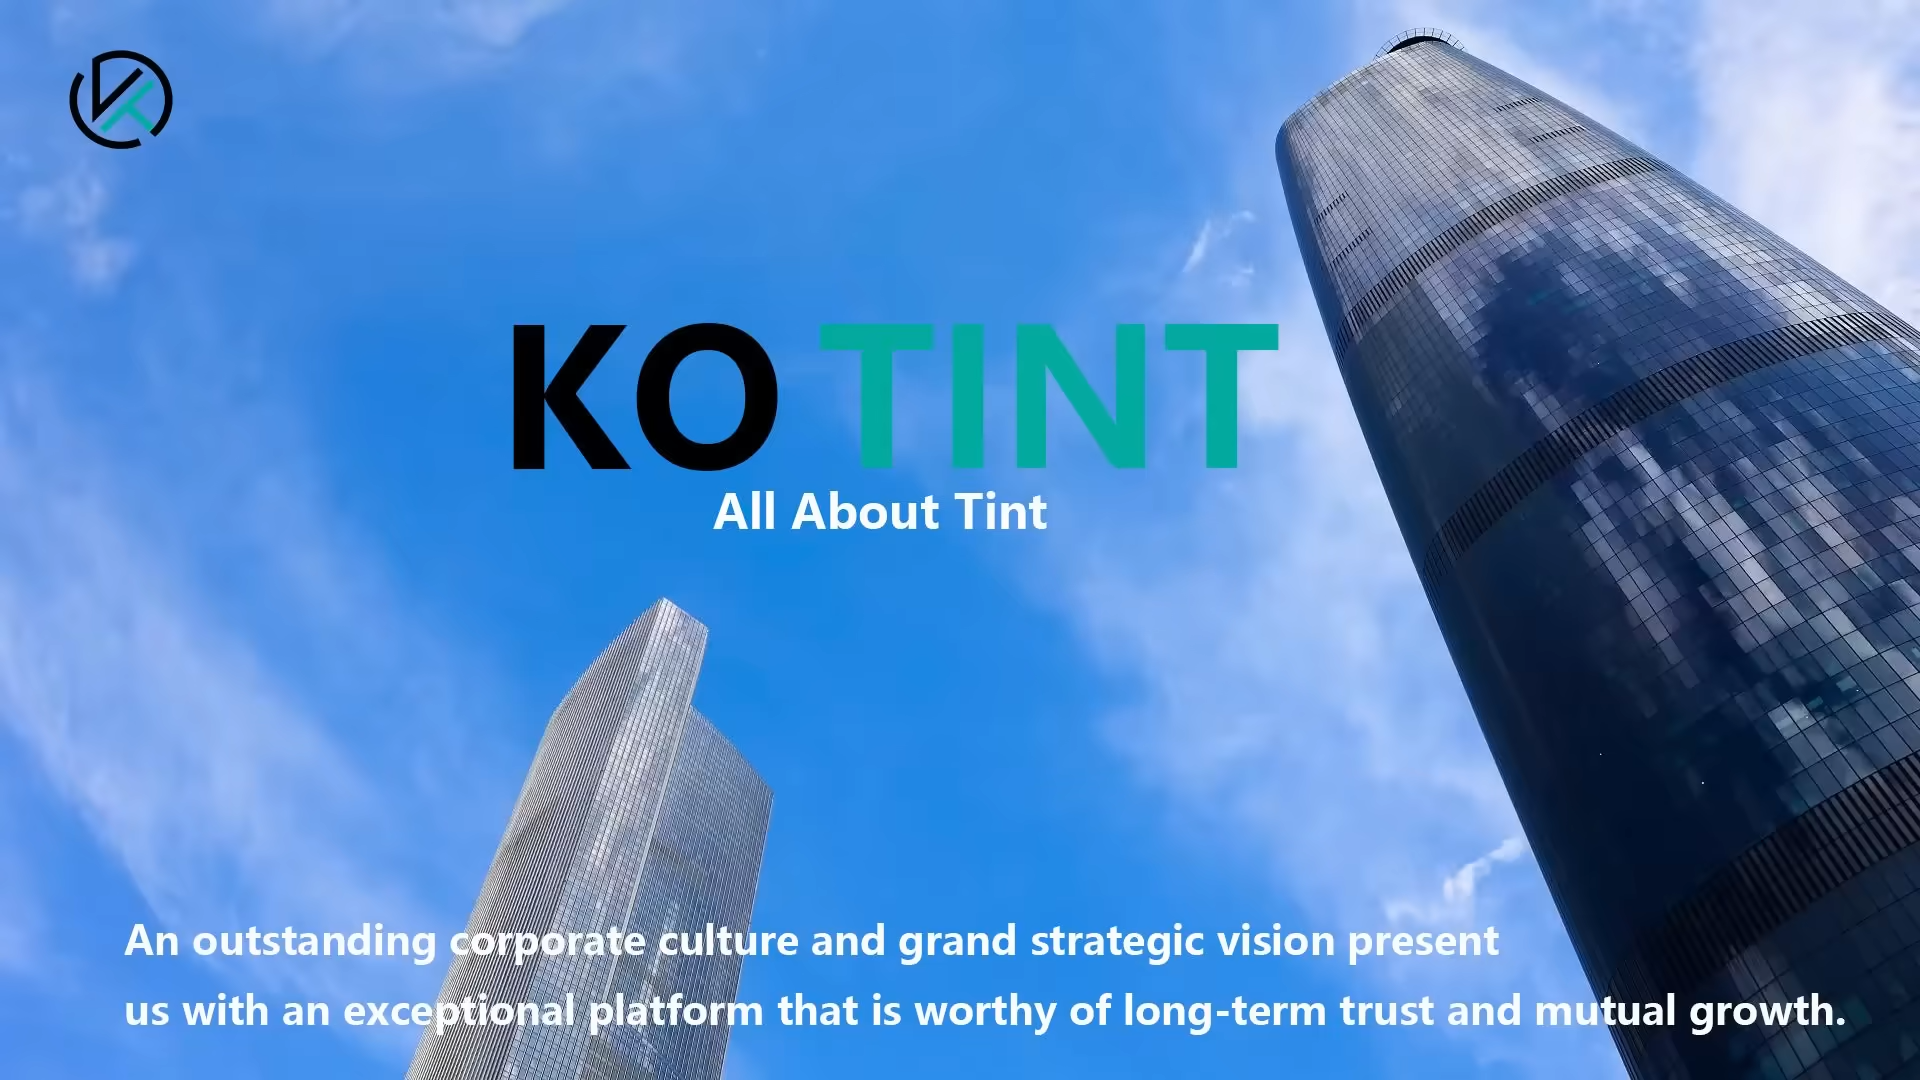 KO TINT
All About Tint
An outstanding corporate culture and grand strategic vision present
us with an exceptional platform that is worthy of long-term trust and mutual growth.